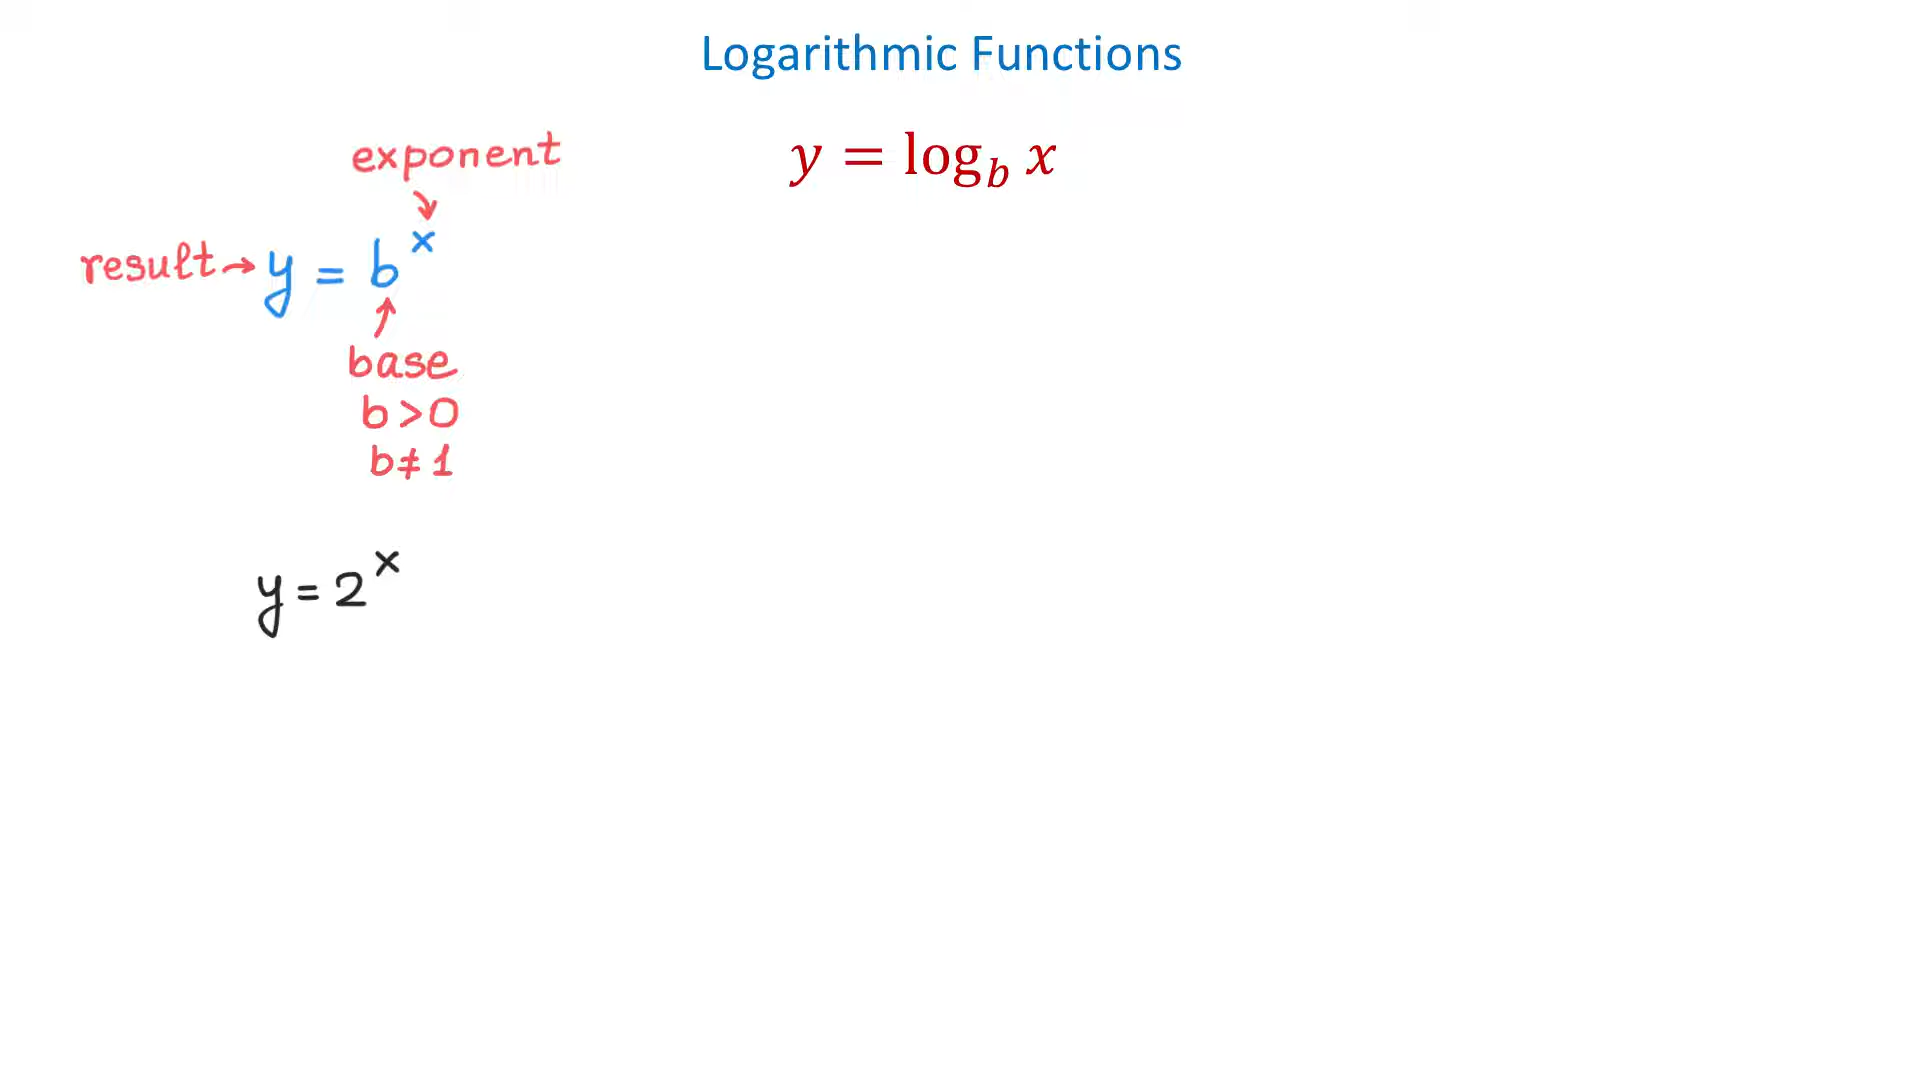 Logarithmic Functions
y = log_b x
exponent
result → y = b^x
base
b > 0
b ≠ 1
y = 2^x